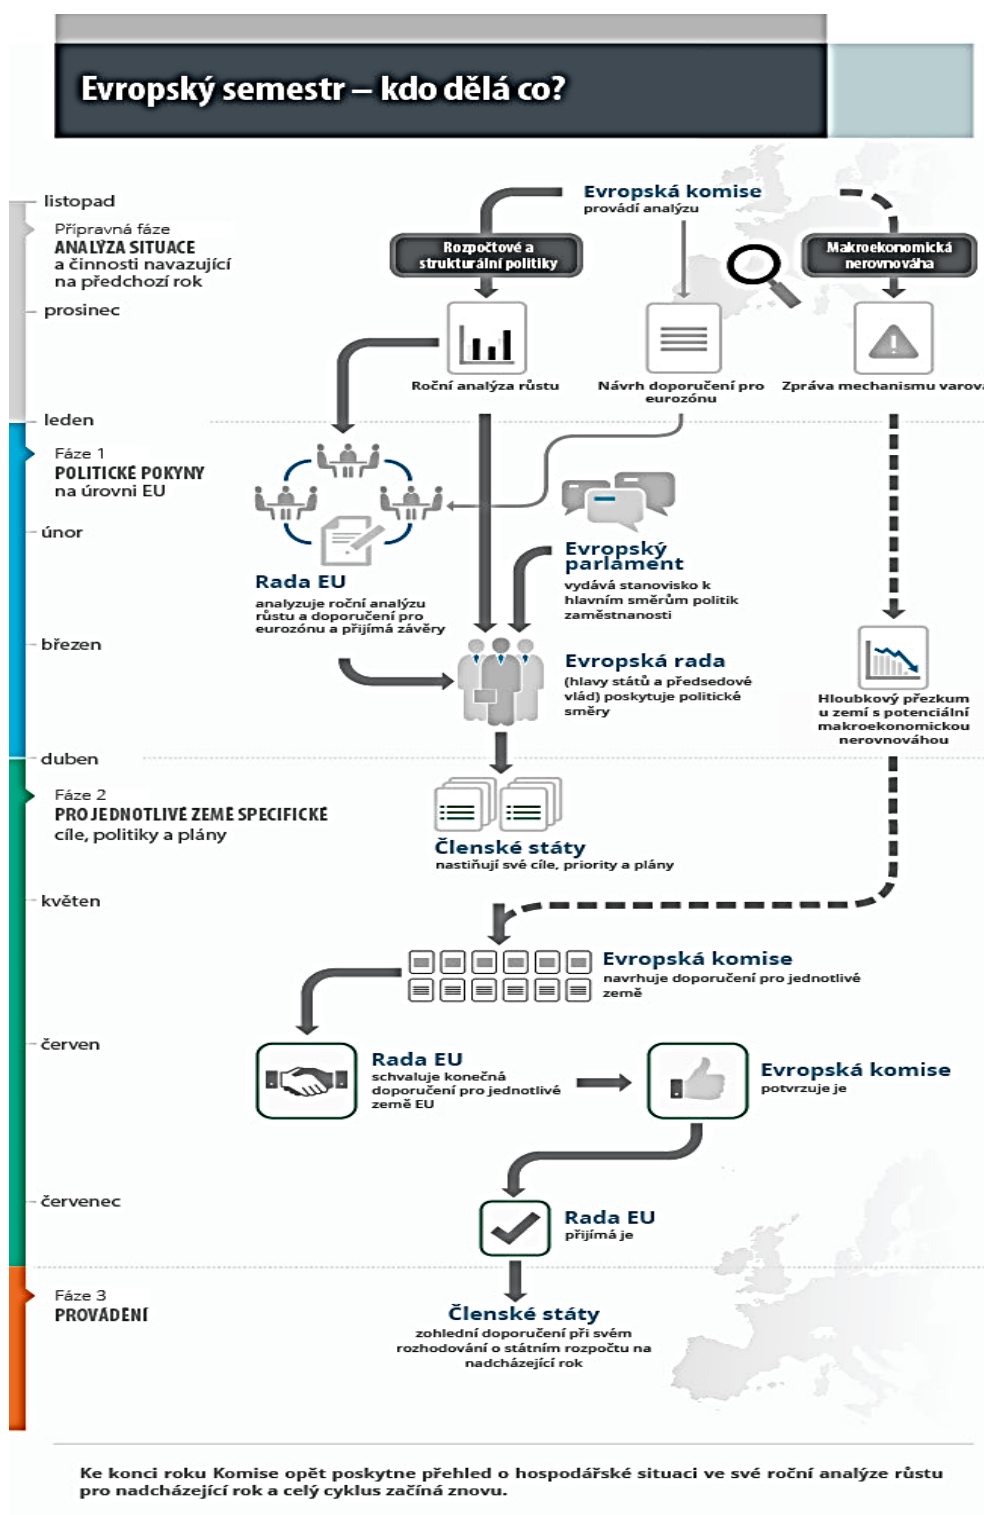 Evropský semestr – kdo dělá co?
listopad
Přípravná fáze
ANALÝZA SITUACE
a činnosti navazující
na předchozí rok
Evropská komise
provádí analýzu
Rozpočtové a
strukturální politiky
Makroekonomická
nerovnováha
prosinec
Roční analýza růstu
Návrh doporučení pro
eurozónu
Zpráva mechanismu varová
leden
Fáze 1
POLITICKÉ POKYNY
na úrovni EU
únor
Rada EU
analyzuje roční analýzu
růstu a doporučení pro
eurozónu a přijímá závěry
Evropský
parlament
vydává stanovisko k
hlavním směrům politik
zaměstnanosti
březen
Evropská rada
(hlavy států a předsedové
vlád) poskytuje politické
směry
Hloubkový přezkum
u zemí s potenciální
makroekonomickou
nerovnováhou
duben
Fáze 2
PRO JEDNOTLIVÉ ZEMĚ SPECIFICKÉ
cíle, politiky a plány
Členské státy
nastiňují své cíle, priority a plány
květen
Evropská komise
navrhuje doporučení pro jednotlivé
země
červen
Rada EU
schvaluje konečná
doporučení pro jednotlivé
země EU
Evropská komise
potvrzuje je
červenec
Rada EU
přijímá je
Fáze 3
PROVÁDĚNÍ
Členské státy
zohlední doporučení při svém
rozhodování o státním rozpočtu na
nadcházející rok
Ke konci roku Komise opět poskytne přehled o hospodářské situaci ve své roční analýze růstu
pro nadcházející rok a celý cyklus začíná znovu.